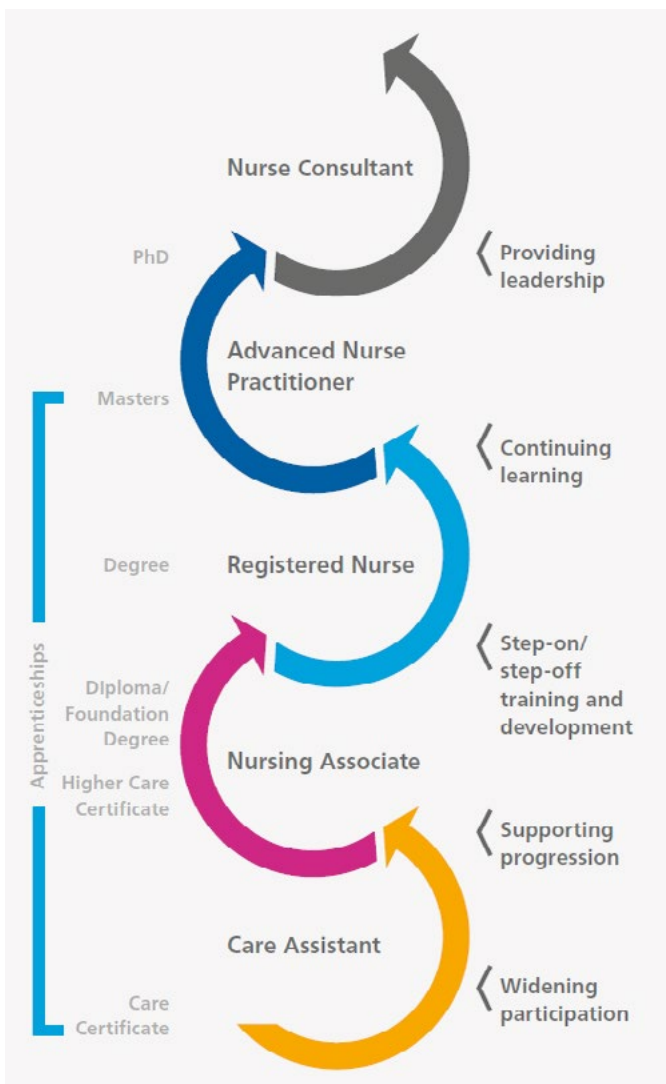 Nurse Consultant
PhD
Providing
leadership
Advanced Nurse
Practitioner
Masters
Continuing
learning
Degree
Registered Nurse
Apprenticeships
Step-on/
step-off
training and
development
Diploma/
Foundation
Degree
Nursing Associate
Higher Care
Certificate
Supporting
progression
Care Assistant
Widening
participation
Care
Certificate